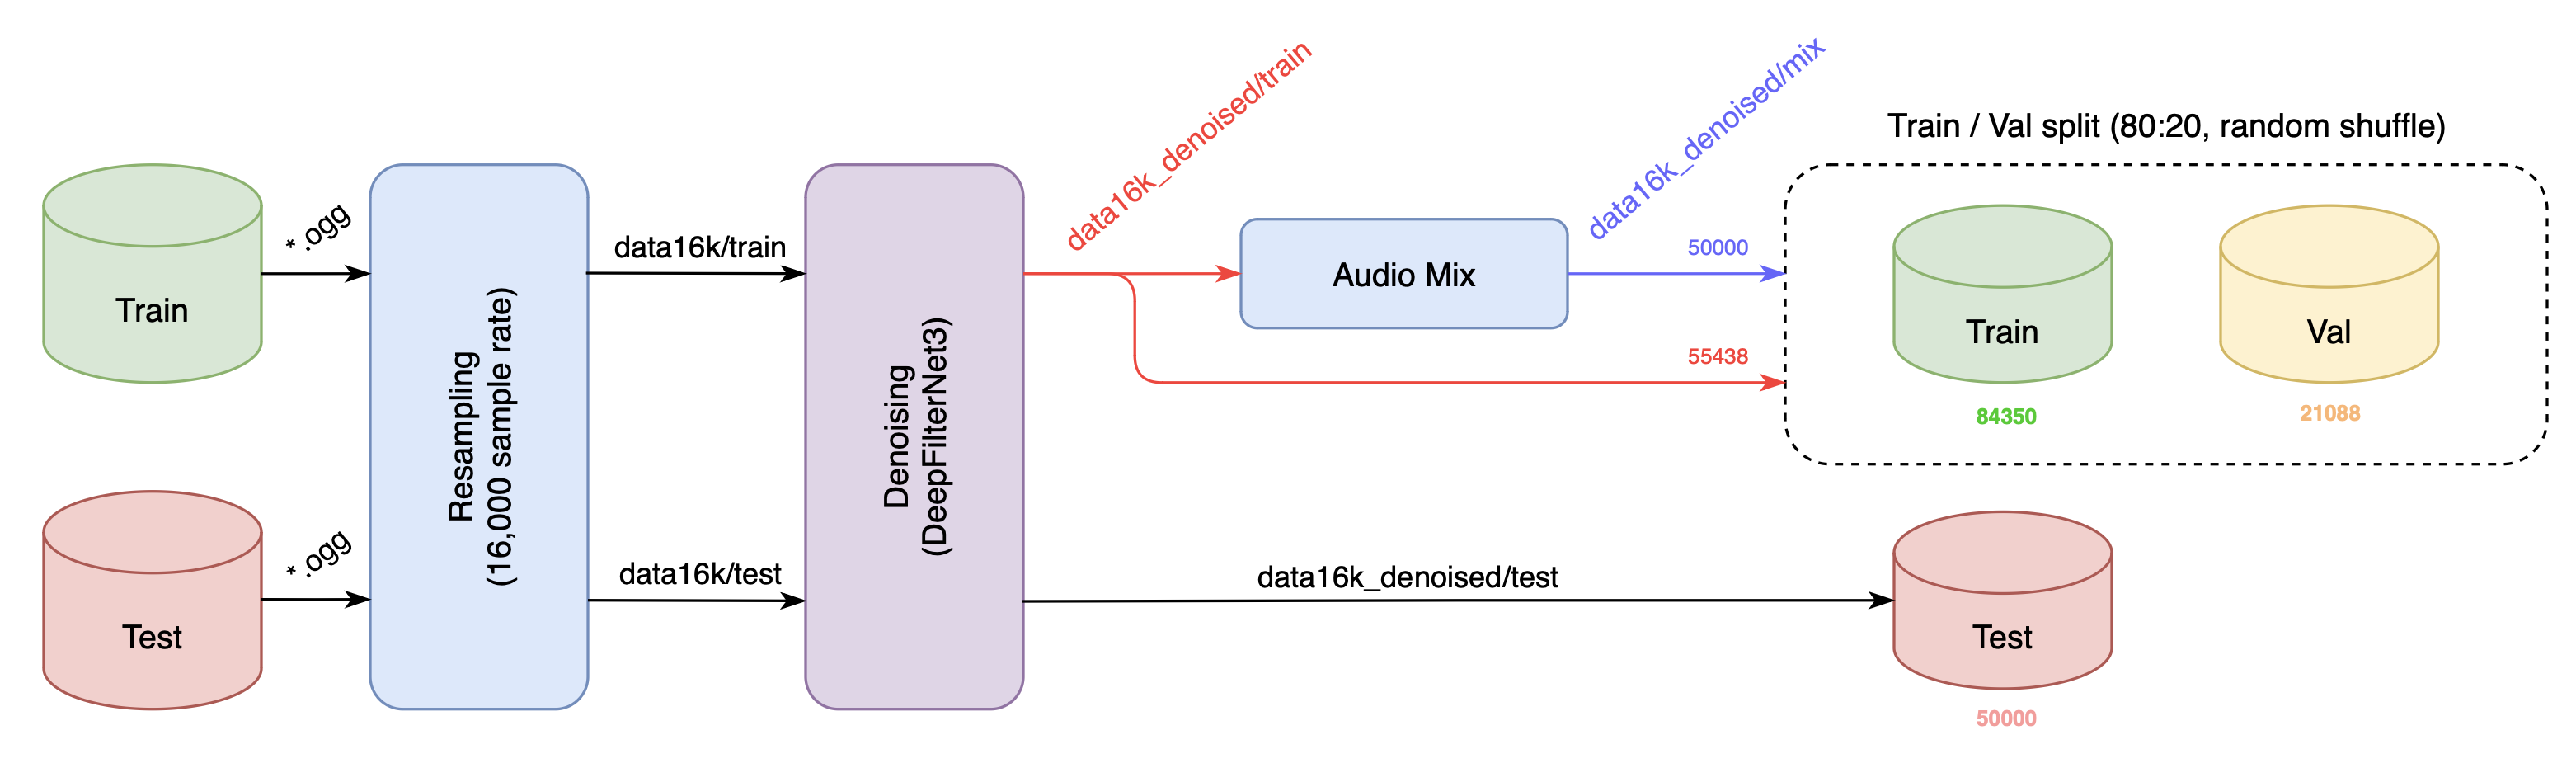 Train
* .ogg
Test
* .ogg
Resampling
(16,000 sample rate)
data16k/train
data16k/test
Denoising
(DeepFilterNet3)
data16k_denoised/train
Audio Mix
data16k_denoised/mix
50000
55438
data16k_denoised/test
Train / Val split (80:20, random shuffle)
Train
84350
Val
21088
Test
50000